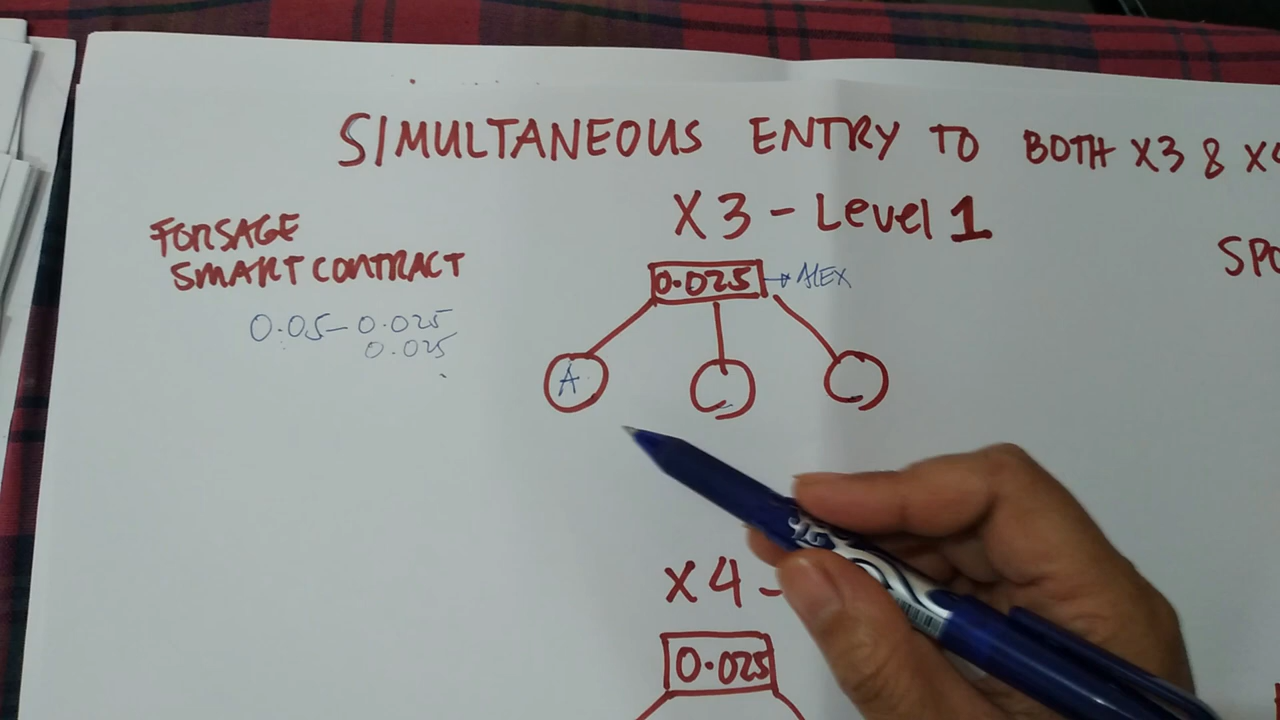 SIMULTANEOUS ENTRY TO BOTH X3 & X4
X3 - Level 1
FORSAGE
SMART CONTRACT
SPO
0.025 → ALEX
0.05 - 0.025
0.025
A
X4 -
0.025